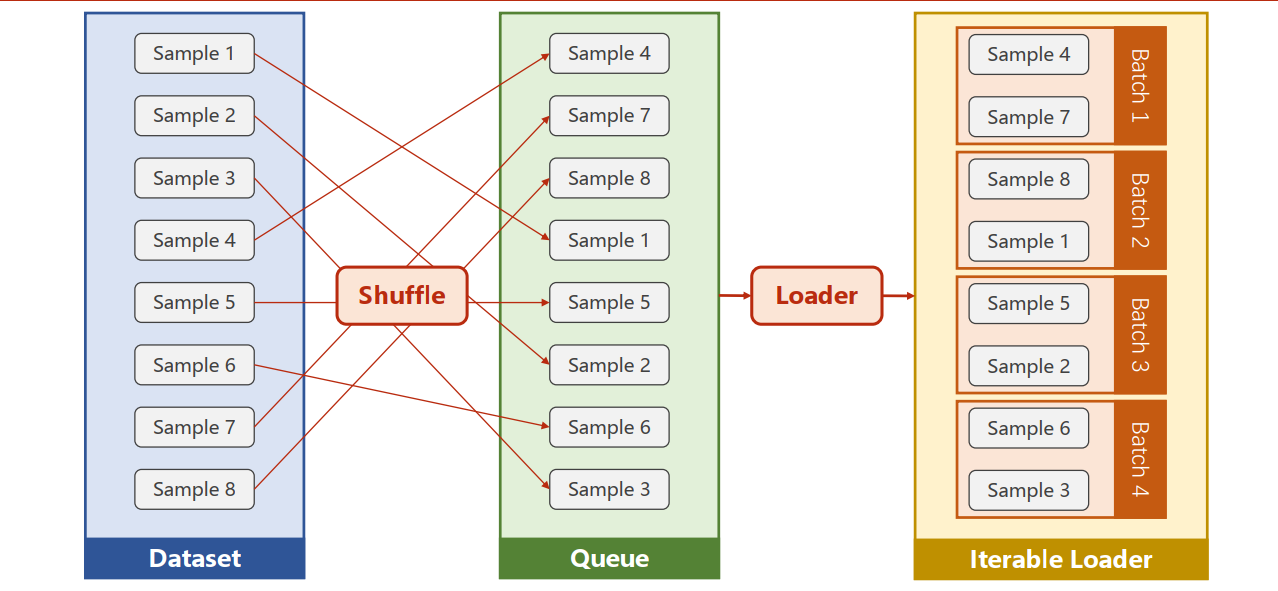 Sample 1
Sample 2
Sample 3
Sample 4
Sample 5
Sample 6
Sample 7
Sample 8
Dataset
Shuffle
Sample 4
Sample 7
Sample 8
Sample 1
Sample 5
Sample 2
Sample 6
Sample 3
Queue
Loader
Sample 4
Sample 7
Batch 1
Sample 8
Sample 1
Batch 2
Sample 5
Sample 2
Batch 3
Sample 6
Sample 3
Batch 4
Iterable Loader